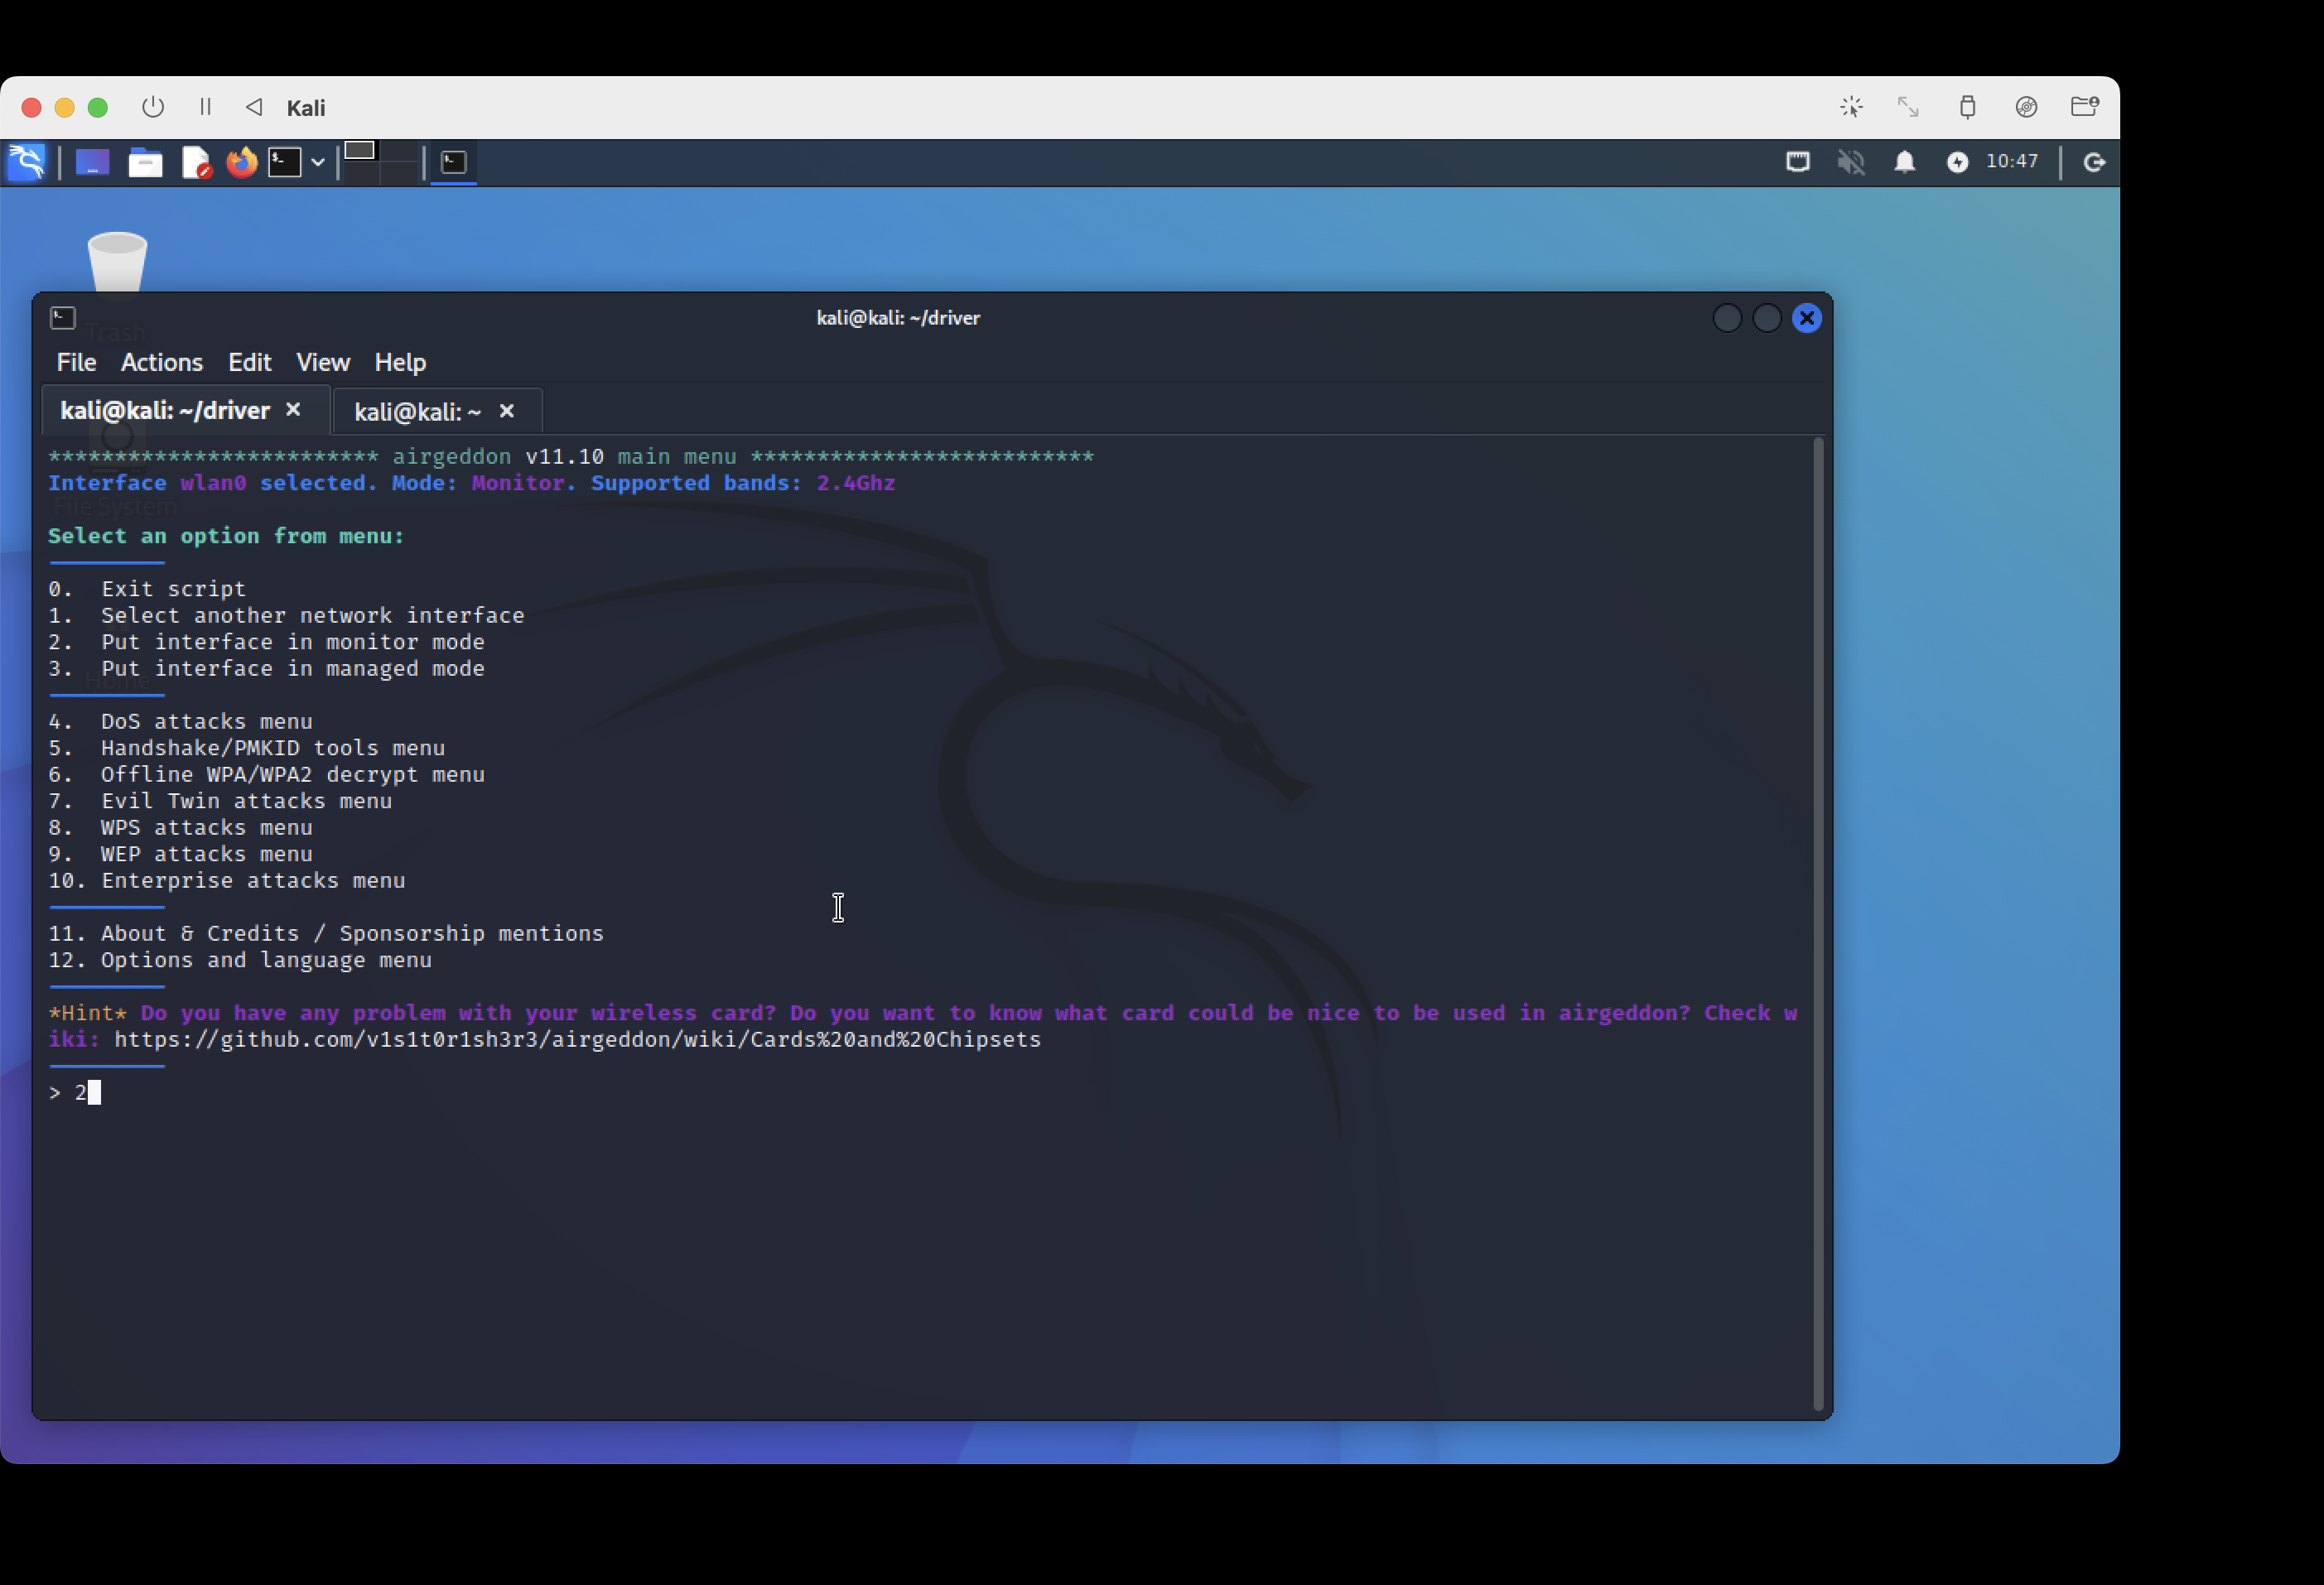 Kali
10:47
Trash
kali@kali: ~/driver
File Actions Edit View Help
kali@kali: ~/driver × kali@kali: ~ ×
************************* airgeddon v11.10 main menu **************************
Interface wlan0 selected. Mode: Monitor. Supported bands: 2.4Ghz
File System
Select an option from menu:
0. Exit script
1. Select another network interface
2. Put interface in monitor mode
3. Put interface in managed mode
Home
4. DoS attacks menu
5. Handshake/PMKID tools menu
6. Offline WPA/WPA2 decrypt menu
7. Evil Twin attacks menu
8. WPS attacks menu
9. WEP attacks menu
10. Enterprise attacks menu
11. About & Credits / Sponsorship mentions
12. Options and language menu
*Hint* Do you have any problem with your wireless card? Do you want to know what card could be nice to be used in airgeddon? Check w
iki: https://github.com/v1s1t0r1sh3r3/airgeddon/wiki/Cards%20and%20Chipsets
> 2